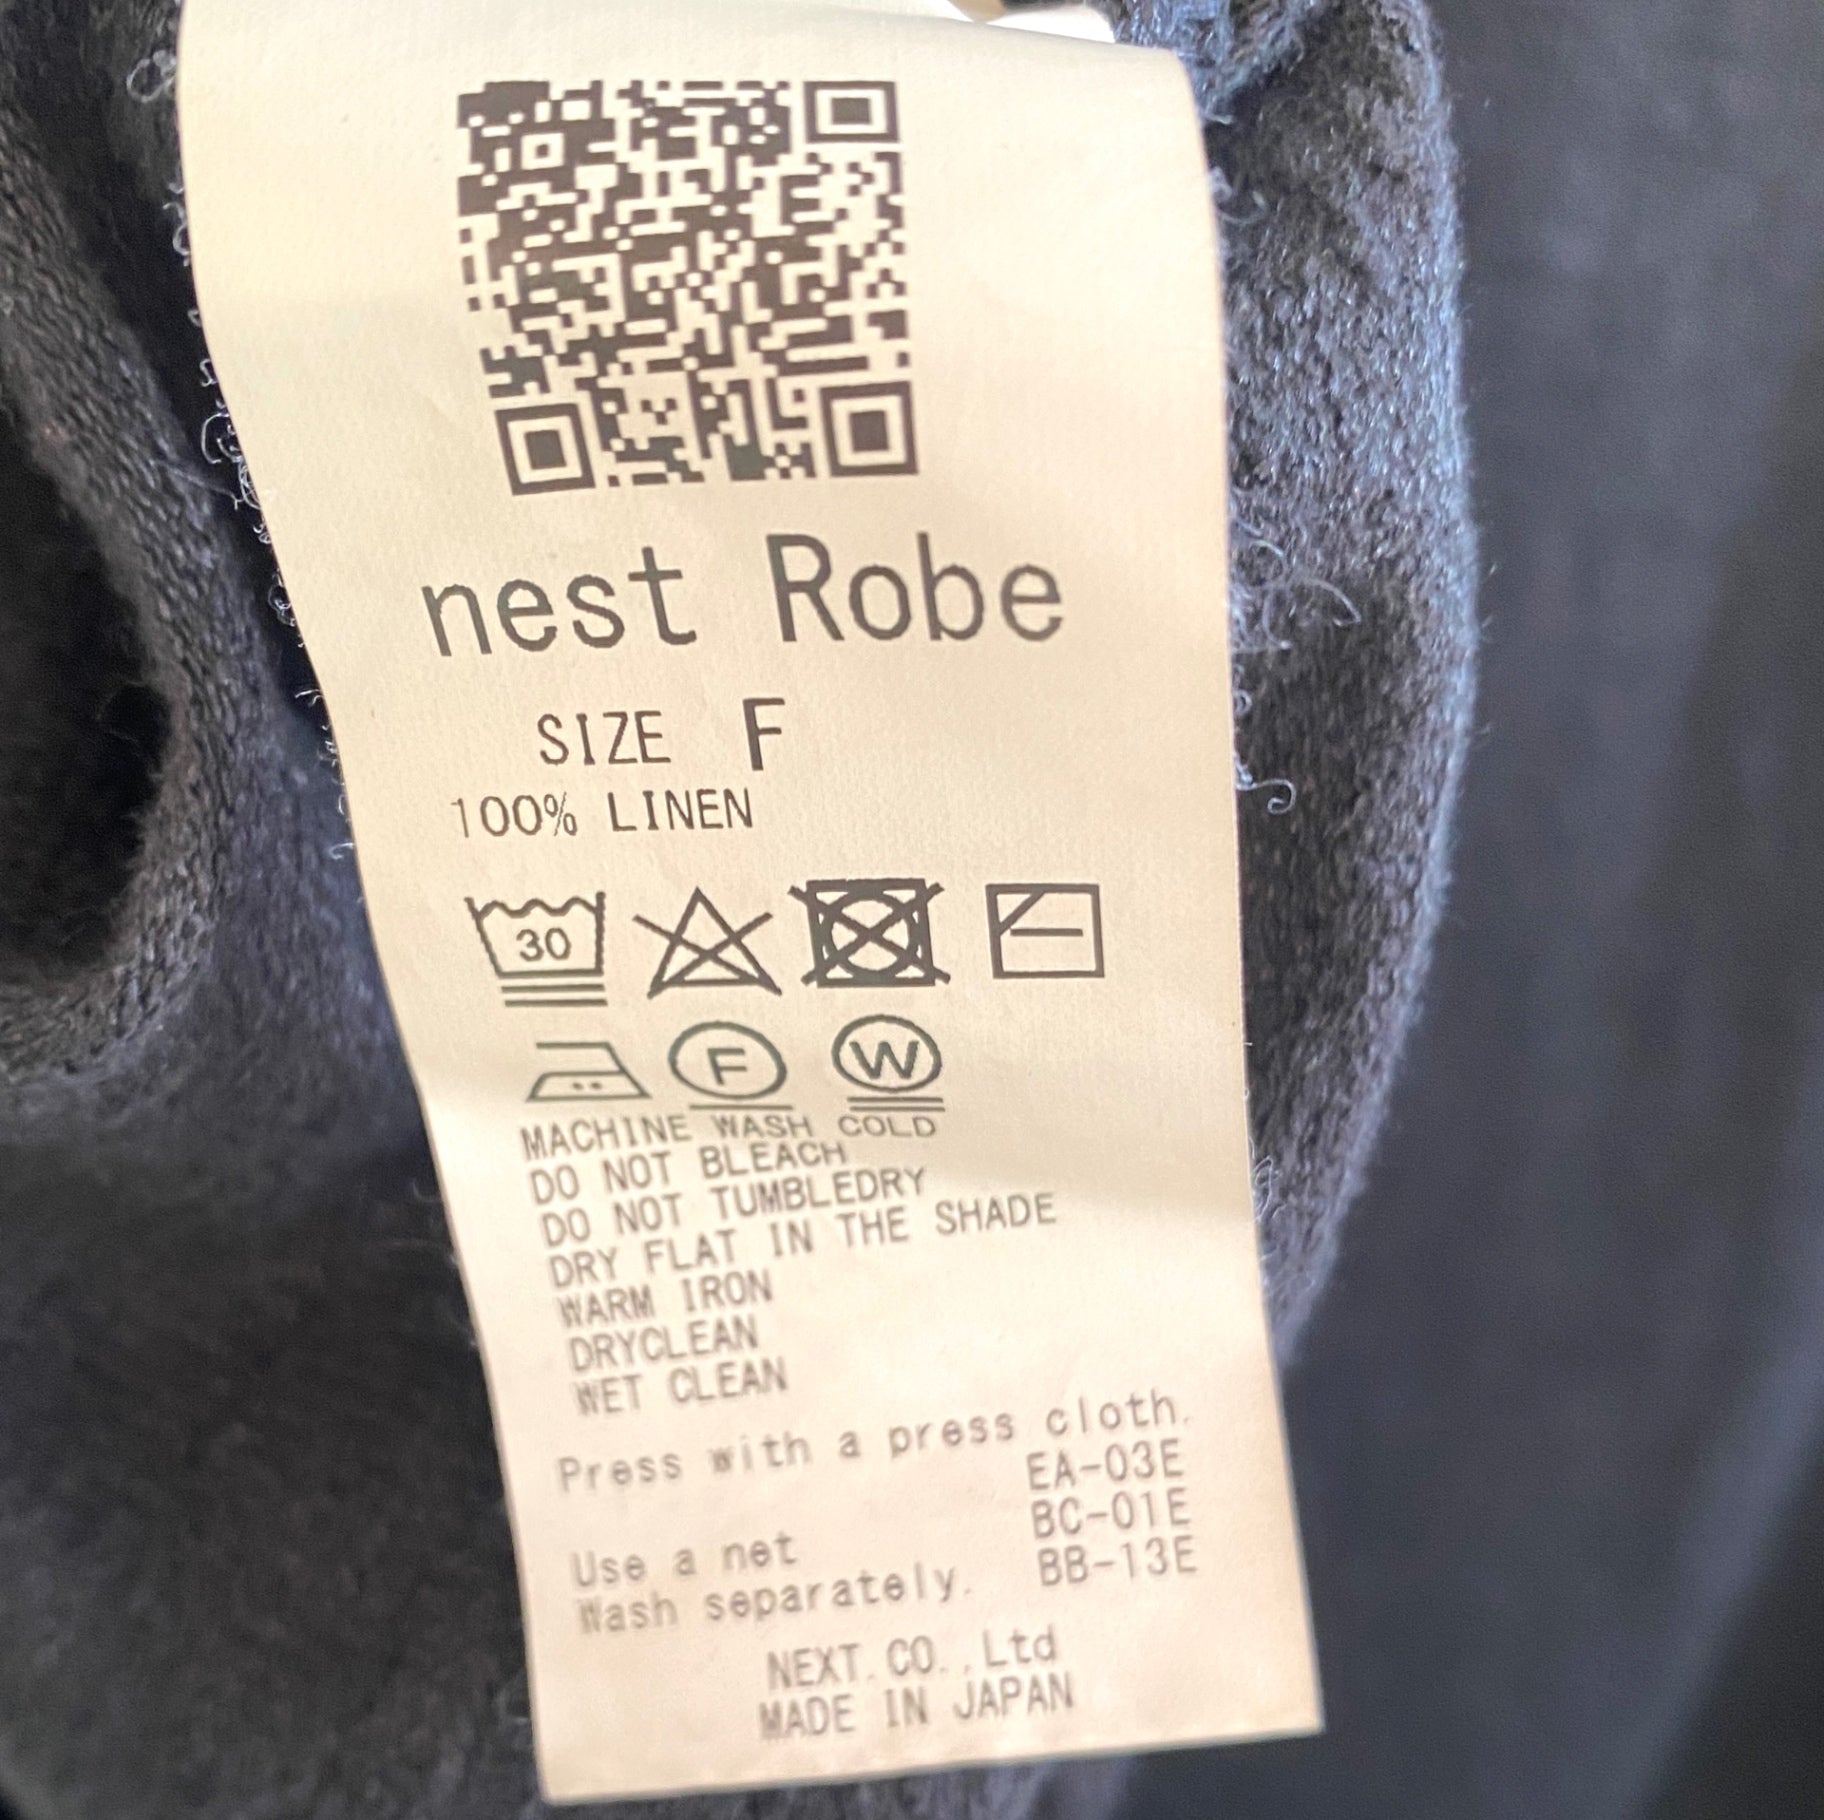 nest Robe
SIZE F
100% LINEN
30
F W
MACHINE WASH COLD
DO NOT BLEACH
DO NOT TUMBLEDRY
DRY FLAT IN THE SHADE
WARM IRON
DRYCLEAN
WET CLEAN
Press with a press cloth.
EA-03E
BC-01E
Use a net
BB-13E
Wash separately.
NEXT.CO.,Ltd
MADE IN JAPAN